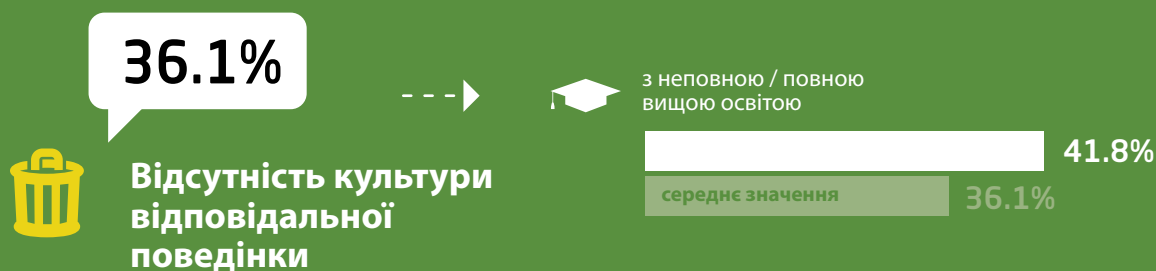 36.1%
Відсутність культури
відповідальної
поведінки
з неповною / повною
вищою освітою
41.8%
середнє значення
36.1%